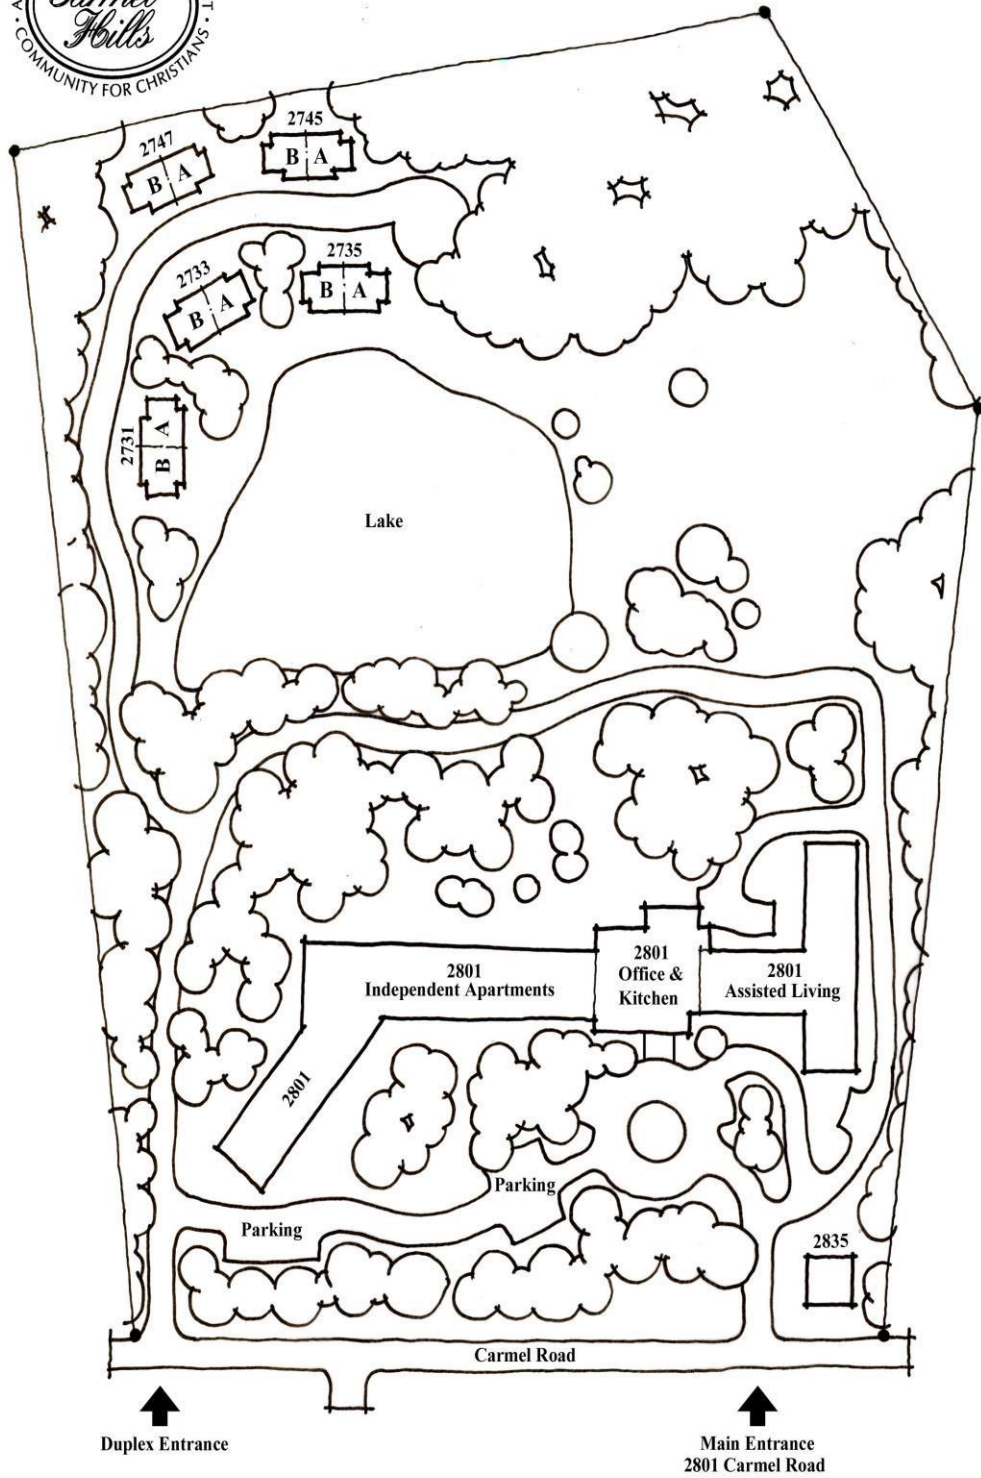 Hills
COMMUNITY FOR CHRISTIANS
2747
B A
2745
B A
2733
B A
2735
B A
2731
B A
Lake
2801
Independent Apartments
2801
Office &
Kitchen
2801
Assisted Living
2801
Parking
Parking
2835
Carmel Road
Duplex Entrance
Main Entrance
2801 Carmel Road